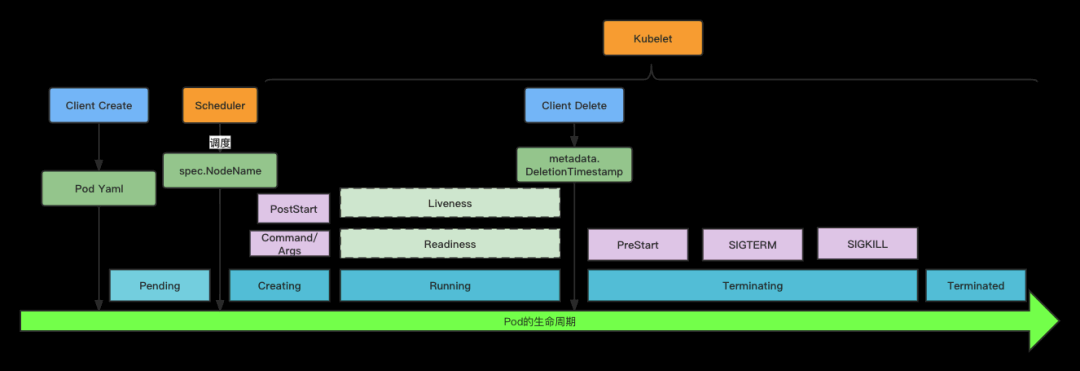 Kubelet
Client Create
Scheduler
Client Delete
调度
metadata.
DeletionTimestamp
spec.NodeName
Pod Yaml
PostStart
Liveness
Command/
Args
Readiness
PreStart
SIGTERM
SIGKILL
Pending
Creating
Running
Terminating
Terminated
Pod的生命周期